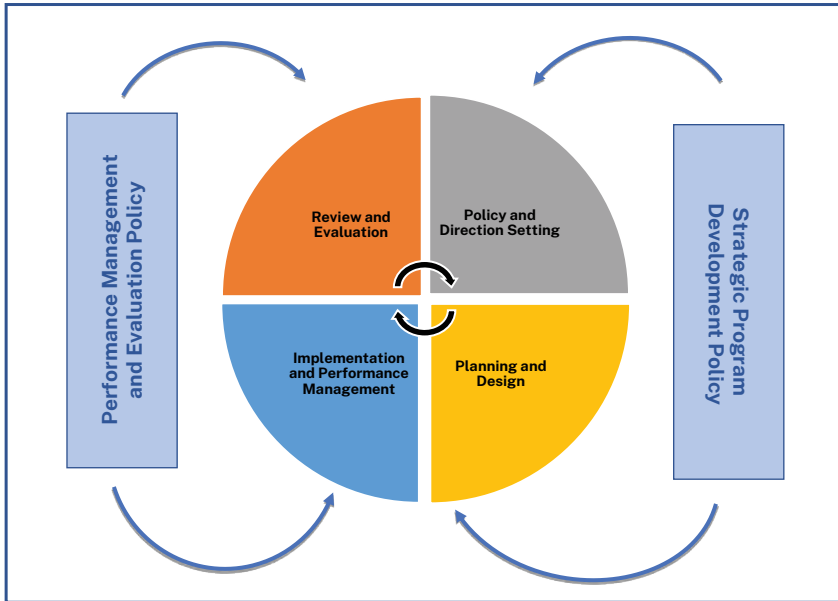 Performance Management
and Evaluation Policy
Review and
Evaluation
Policy and
Direction Setting
Implementation
and Performance
Management
Planning and
Design
Strategic Program
Development Policy